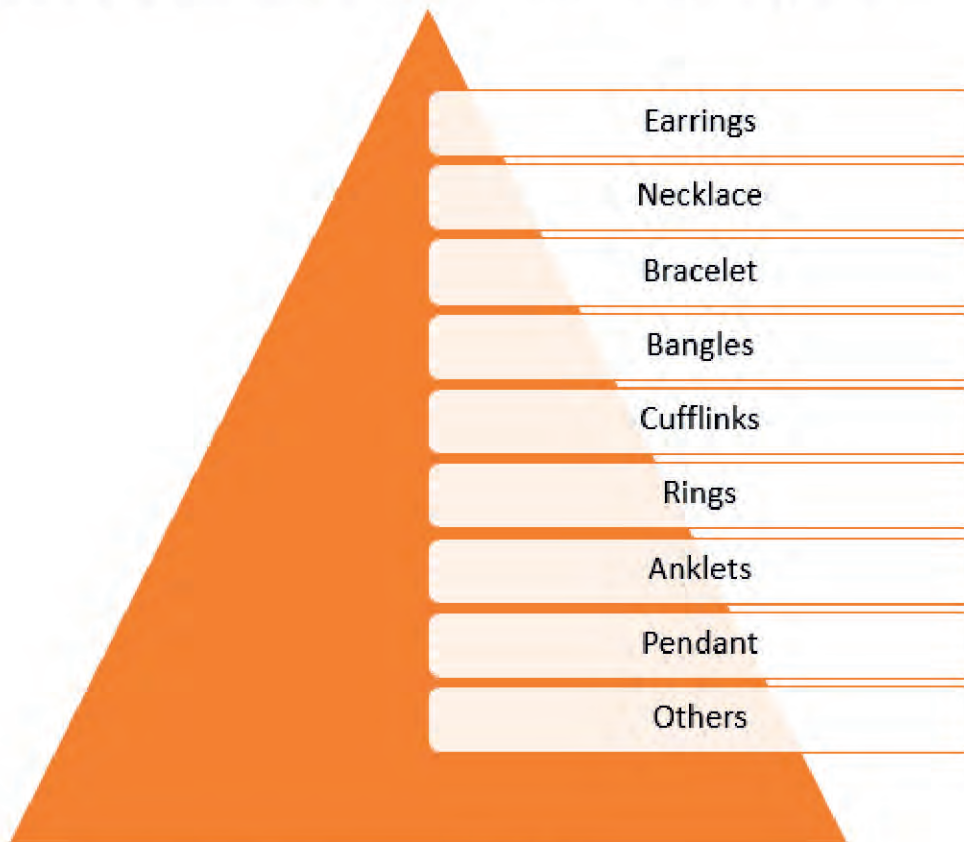 Earrings
Necklace
Bracelet
Bangles
Cufflinks
Rings
Anklets
Pendant
Others